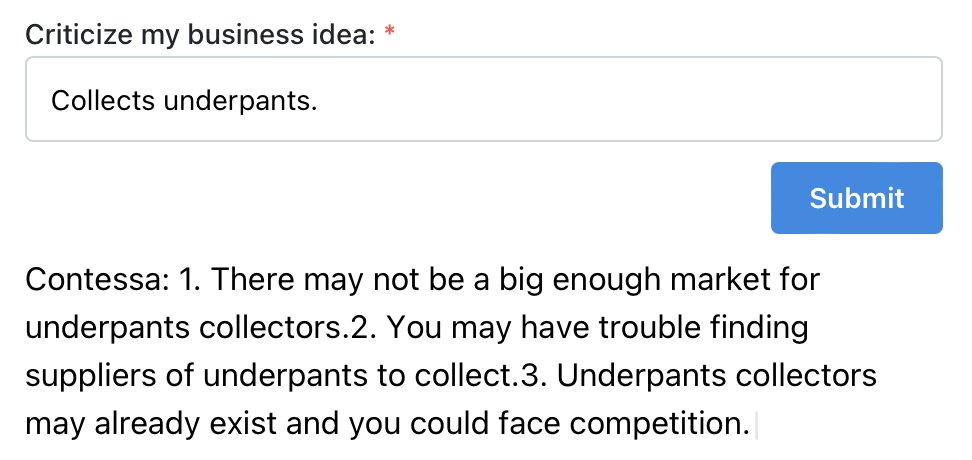 Criticize my business idea: *
Collects underpants.
Submit
Contessa: 1. There may not be a big enough market for
underpants collectors.2. You may have trouble finding
suppliers of underpants to collect.3. Underpants collectors
may already exist and you could face competition.